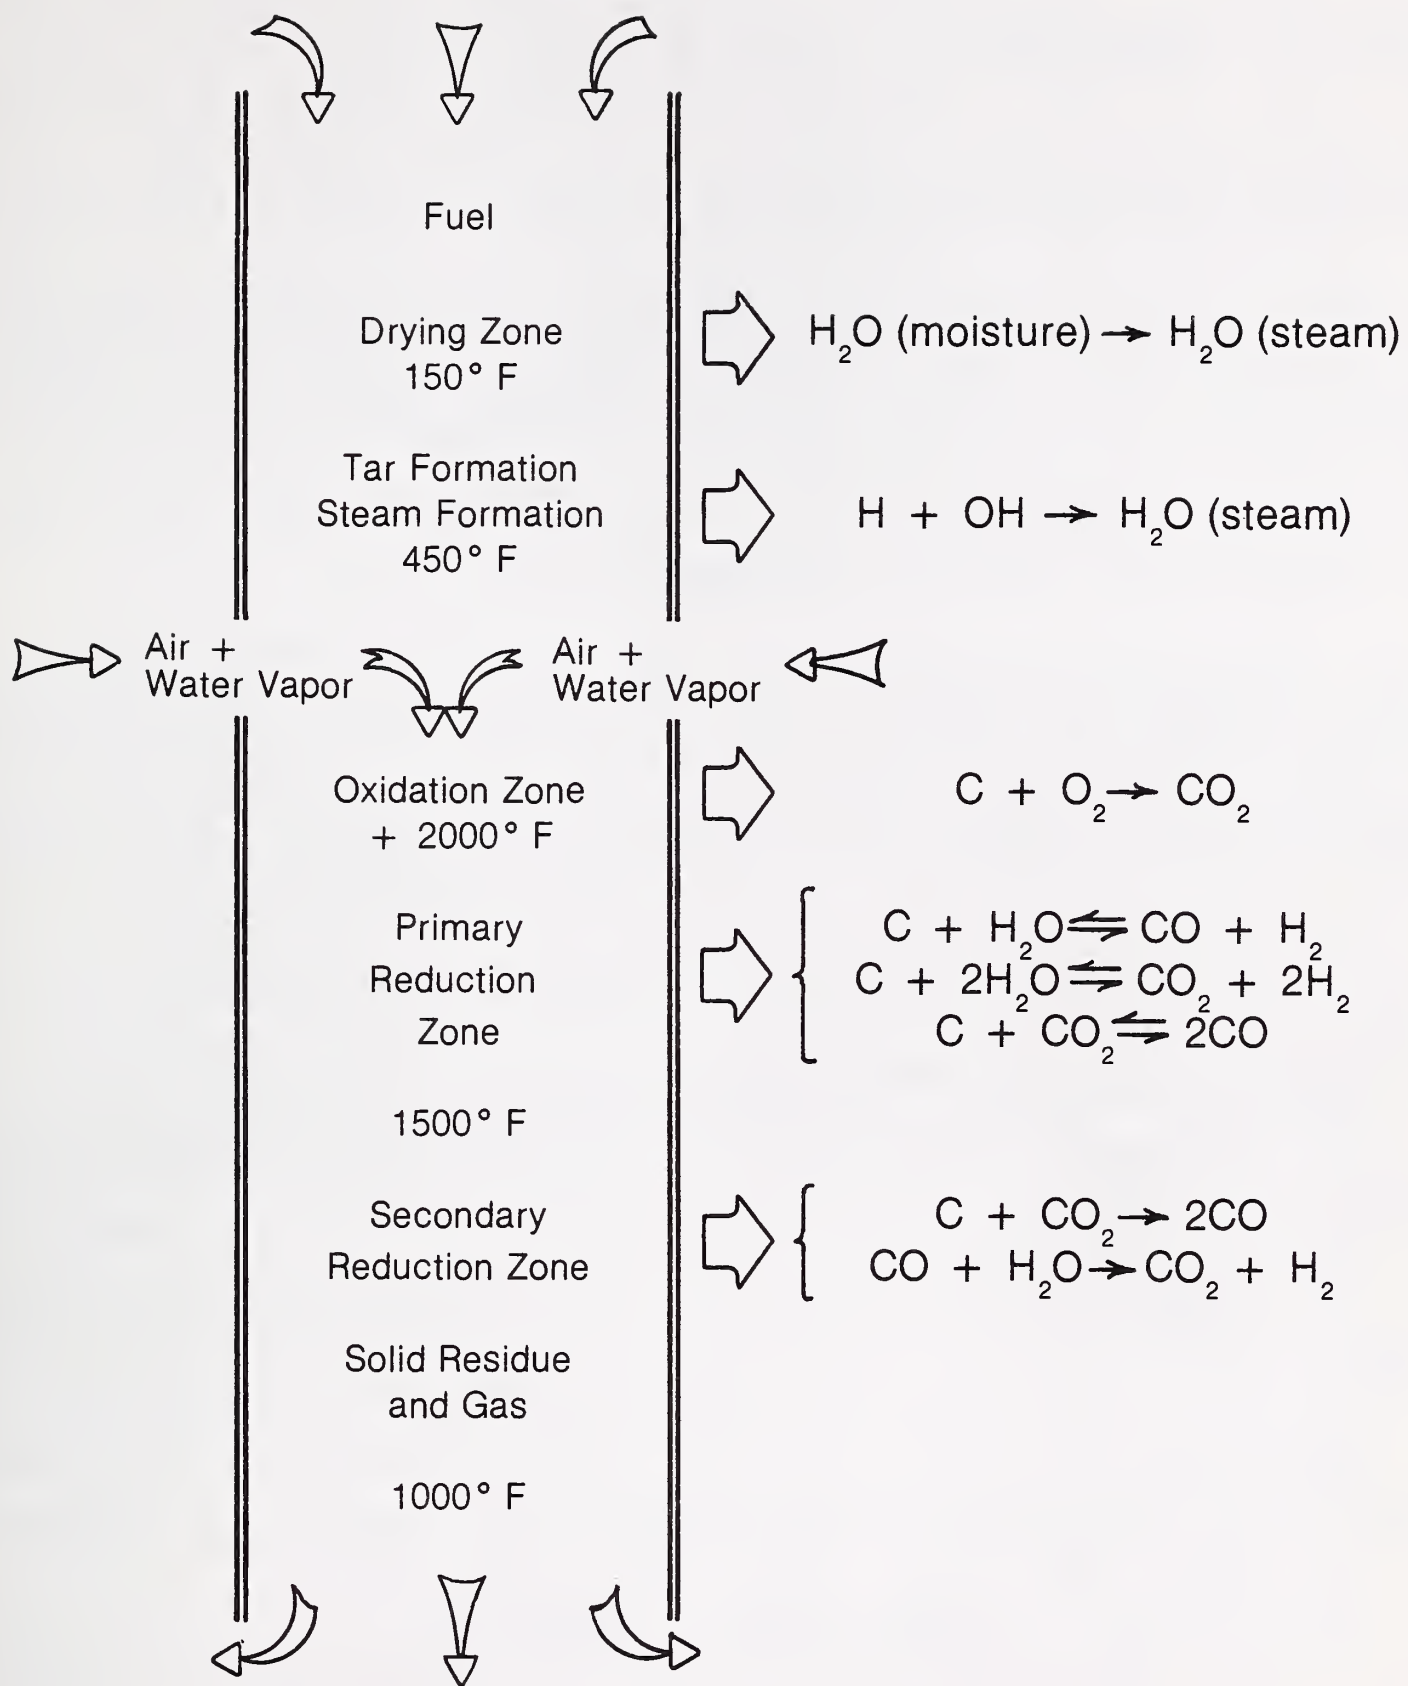 Fuel
Drying Zone
150° F
H₂O (moisture) → H₂O (steam)
Tar Formation
Steam Formation
450° F
H + OH → H₂O (steam)
Air +
Water Vapor
Air +
Water Vapor
Oxidation Zone
+ 2000° F
C + O₂ → CO₂
Primary
Reduction
Zone
1500° F
C + H₂O ⇌ CO + H₂
C + 2H₂O ⇌ CO₂ + 2H₂
C + CO₂ ⇌ 2CO
Secondary
Reduction Zone
C + CO₂ → 2CO
CO + H₂O → CO₂ + H₂
Solid Residue
and Gas
1000° F